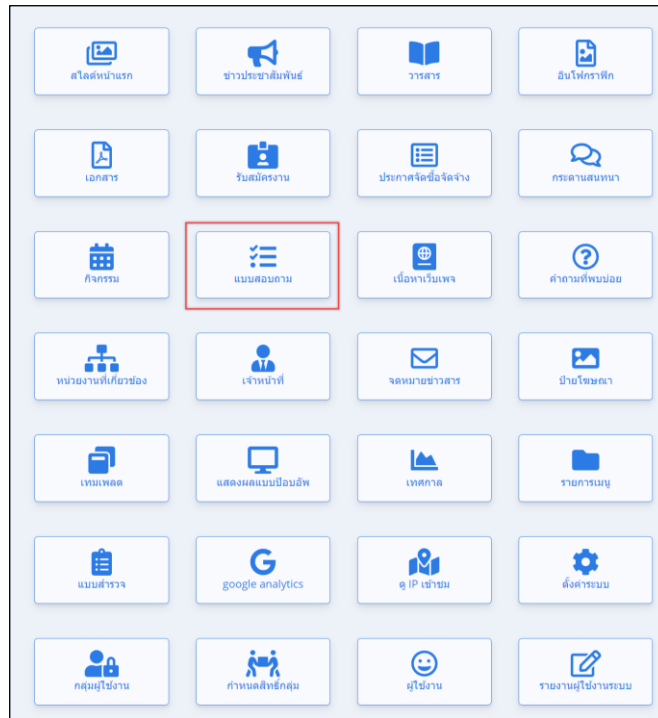 สไลด์หน้าแรก
ข่าวประชาสัมพันธ์
วารสาร
อินโฟกราฟิก
เอกสาร
รับสมัครงาน
ประกาศจัดซื้อจัดจ้าง
กระดานสนทนา
กิจกรรม
แบบสอบถาม
เนื้อหาเว็บเพจ
คำถามที่พบบ่อย
หน่วยงานที่เกี่ยวข้อง
เจ้าหน้าที่
จดหมายข่าวสาร
ป้ายโฆษณา
เทมเพลต
แสดงผลแบบป๊อบอัพ
เทศกาล
รายการเมนู
แบบสำรวจ
google analytics
ดู IP เข้าชม
ตั้งค่าระบบ
กลุ่มผู้ใช้งาน
กำหนดสิทธิ์กลุ่ม
ผู้ใช้งาน
รายงานผู้ใช้งานระบบ